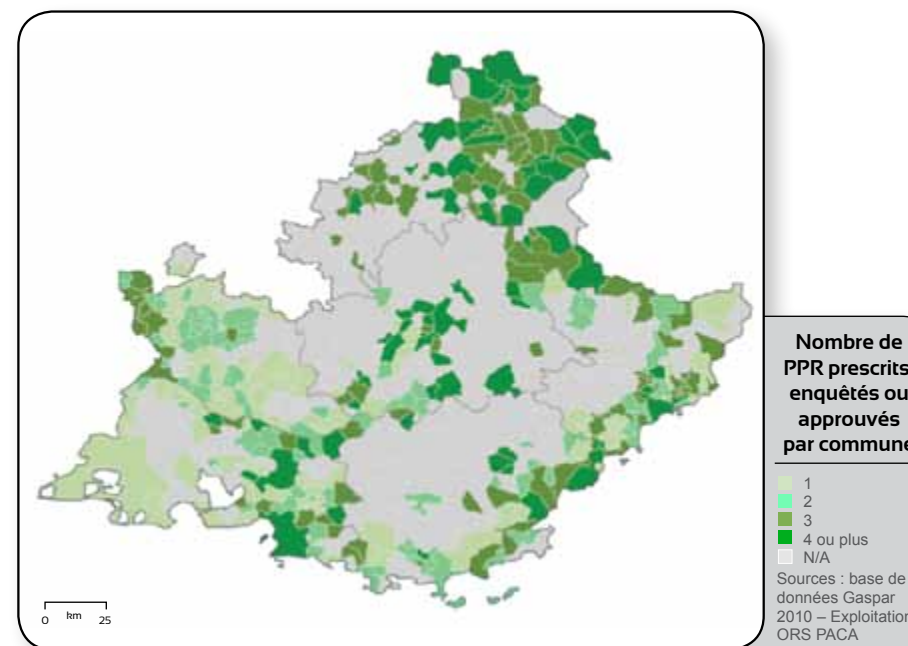 Nombre de
PPR prescrits,
enquêtés ou
approuvés
par commune
1
2
3
4 ou plus
N/A
Sources : base de
données Gaspar
2010 – Exploitation
ORS PACA
0 km 25